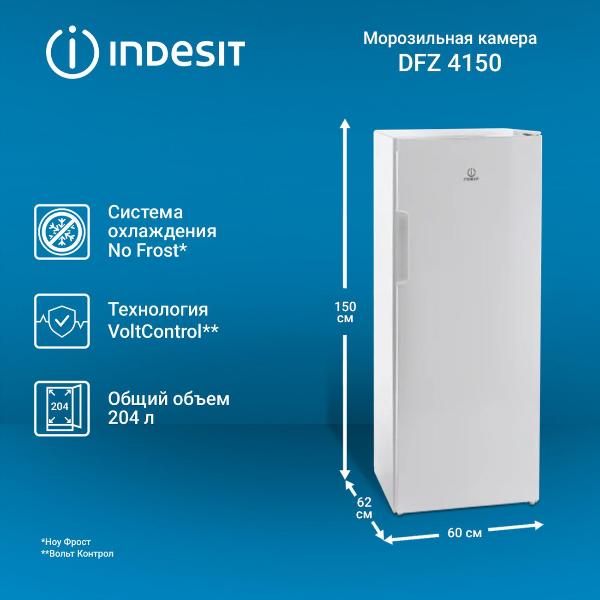 INDESIT
Морозильная камера
DFZ 4150
INDESIT
Система
охлаждения
No Frost*
Технология
VoltControl**
204
Общий объем
204 л
150
см
62
см
60 см
*Ноу Фрост
**Вольт Контрол